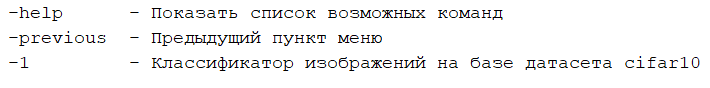 -help      - Показать список возможных команд
-previous  - Предыдущий пункт меню
-1         - Классификатор изображений на базе датасета cifar10